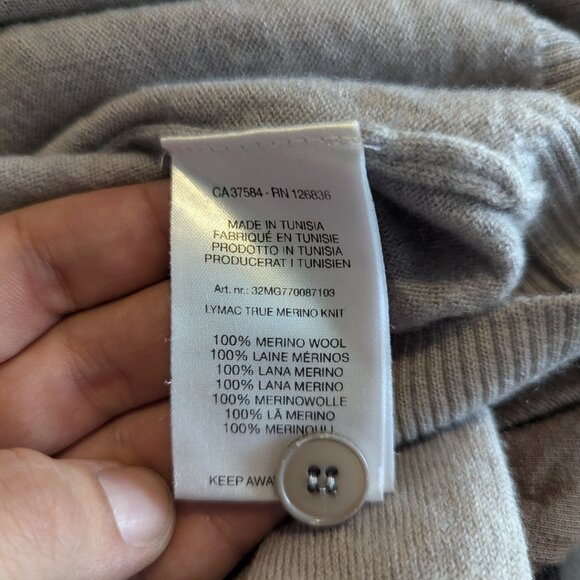 CA 37584 - RN 126836
MADE IN TUNISIA
FABRIQUÉ EN TUNISIE
PRODOTTO IN TUNISIA
PRODUCERAT I TUNISIEN
Art. nr.: 32MG770087103
LYMAC TRUE MERINO KNIT
100% MERINO WOOL
100% LAINE MÉRINOS
100% LANA MERINO
100% LANA MERINO
100% MERINOWOLLE
100% LÃ MERINO
100% MERINOULL
KEEP AWAY